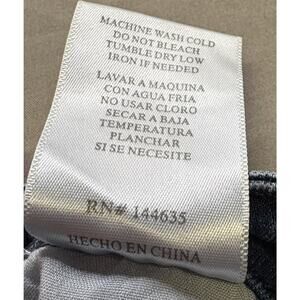 MACHINE WASH COLD
DO NOT BLEACH
TUMBLE DRY LOW
IRON IF NEEDED
LAVAR A MAQUINA
CON AGUA FRIA
NO USAR CLORO
SECAR A BAJA
TEMPERATURA
PLANCHAR
SI SE NECESITE
RN# 144635
HECHO EN CHINA